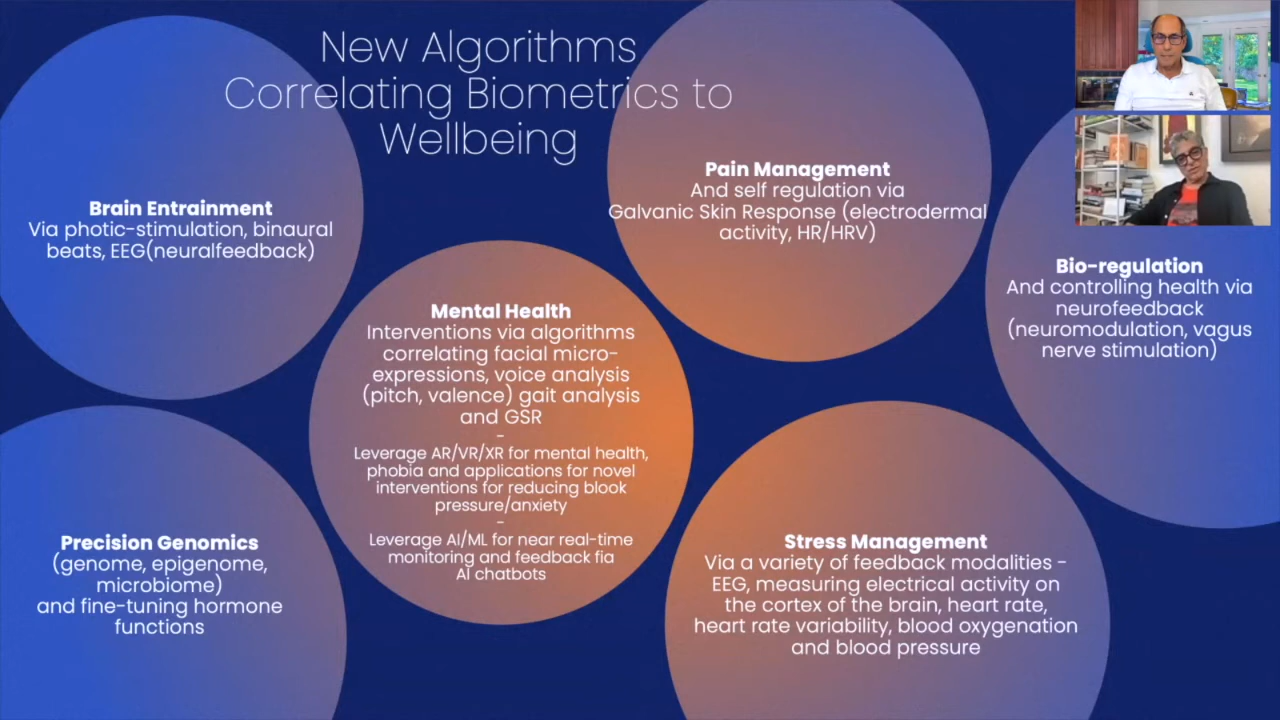 New Algorithms
Correlating Biometrics to
Wellbeing
Brain Entrainment
Via photic-stimulation, binaural
beats, EEG(neuralfeedback)
Pain Management
And self regulation via
Galvanic Skin Response (electrodermal
activity, HR/HRV)
Bio-regulation
And controlling health via
neurofeedback
(neuromodulation, vagus
nerve stimulation)
Mental Health
Interventions via algorithms
correlating facial micro-
expressions, voice analysis
(pitch, valence) gait analysis
and GSR
-
Leverage AR/VR/XR for mental health,
phobia and applications for novel
interventions for reducing blook
pressure/anxiety
-
Leverage AI/ML for near real-time
monitoring and feedback fia
AI chatbots
Precision Genomics
(genome, epigenome,
microbiome)
and fine-tuning hormone
functions
Stress Management
Via a variety of feedback modalities -
EEG, measuring electrical activity on
the cortex of the brain, heart rate,
heart rate variability, blood oxygenation
and blood pressure